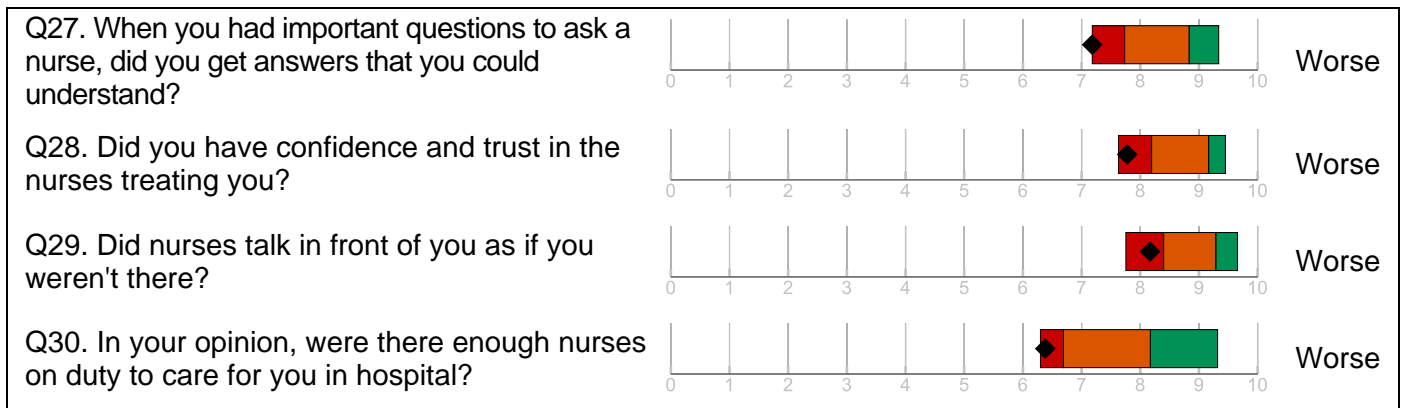 Q27. When you had important questions to ask a
nurse, did you get answers that you could
understand?
0 1 2 3 4 5 6 7 8 9 10
Worse
Q28. Did you have confidence and trust in the
nurses treating you?
0 1 2 3 4 5 6 7 8 9 10
Worse
Q29. Did nurses talk in front of you as if you
weren't there?
0 1 2 3 4 5 6 7 8 9 10
Worse
Q30. In your opinion, were there enough nurses
on duty to care for you in hospital?
0 1 2 3 4 5 6 7 8 9 10
Worse